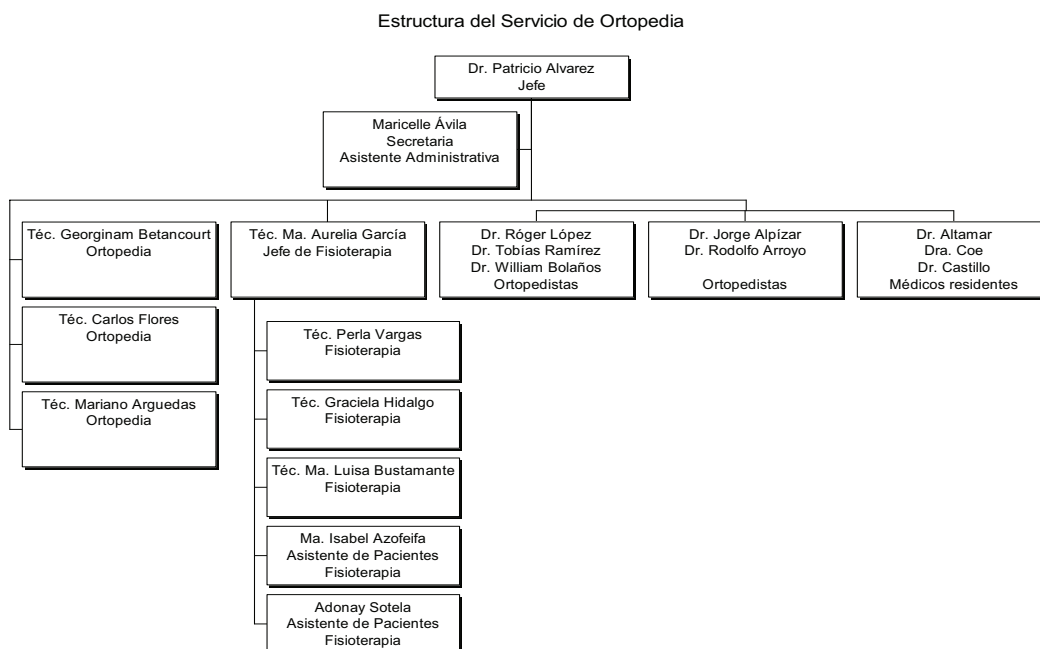 Estructura del Servicio de Ortopedia
Dr. Patricio Alvarez
Jefe
Maricelle Ávila
Secretaria
Asistente Administrativa
Téc. Georginam Betancourt
Ortopedia
Téc. Carlos Flores
Ortopedia
Téc. Mariano Arguedas
Ortopedia
Téc. Ma. Aurelia García
Jefe de Fisioterapia
Téc. Perla Vargas
Fisioterapia
Téc. Graciela Hidalgo
Fisioterapia
Téc. Ma. Luisa Bustamante
Fisioterapia
Ma. Isabel Azofeifa
Asistente de Pacientes
Fisioterapia
Adonay Sotela
Asistente de Pacientes
Fisioterapia
Dr. Róger López
Dr. Tobías Ramírez
Dr. William Bolaños
Ortopedistas
Dr. Jorge Alpízar
Dr. Rodolfo Arroyo
Ortopedistas
Dr. Altamar
Dra. Coe
Dr. Castillo
Médicos residentes